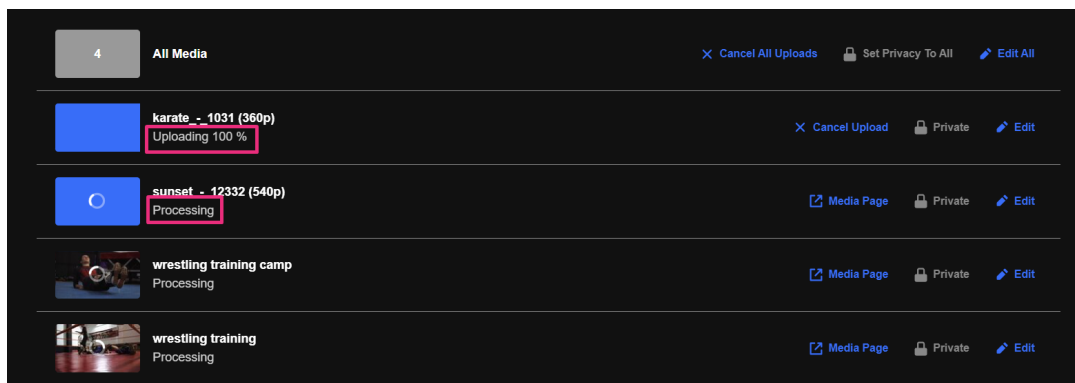 4 All Media Cancel All Uploads Set Privacy To All Edit All
karate_-_1031 (360p)
Uploading 100 % Cancel Upload Private Edit
sunset_-_12332 (540p)
Processing Media Page Private Edit
wrestling training camp
Processing Media Page Private Edit
wrestling training
Processing Media Page Private Edit